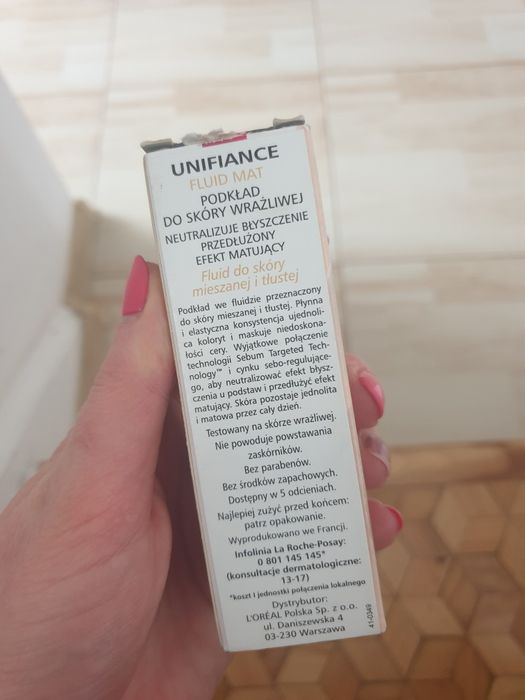 UNIFIANCE
FLUID MAT
PODKŁAD
DO SKÓRY WRAŻLIWEJ
NEUTRALIZUJE BŁYSZCZENIE
PRZEDŁUŻONY
EFEKT MATUJĄCY
Fluid do skóry
mieszanej i tłustej
Podkład we fluidzie przeznaczony
do skóry mieszanej i tłustej. Płynna
i elastyczna konsystencja ujednoli-
ca koloryt i maskuje niedoskona-
łości cery. Wyjątkowe połączenie
technologii Sebum Targeted Tech-
nology™ i cynku sebo-regulujące-
go, aby neutralizować efekt błysz-
czenia u podstaw i przedłużyć efekt
matujący. Skóra pozostaje jednolita
i matowa przez cały dzień.
Testowany na skórze wrażliwej.
Nie powoduje powstawania
zaskórników.
Bez parabenów.
Bez środków zapachowych.
Dostępny w 5 odcieniach.
Najlepiej zużyć przed końcem:
patrz opakowanie.
Wyprodukowano we Francji.
Infolinia La Roche-Posay:
0 801 145 145*
(konsultacje dermatologiczne:
13-17)
*koszt 1 jednostki połączenia lokalnego
Dystrybutor:
L'ORÉAL Polska Sp. z o.o.
ul. Daniszewska 4
03-230 Warszawa
41-0349